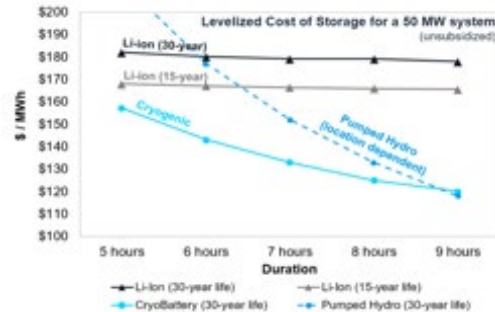 Levelized Cost of Storage for a 50 MW system
(unsubsidized)
$200
$190
$180
$170
$160
$150
$140
$130
$120
$110
$100
$ / MWh
Li-ion (30-year)
Li-ion (15-year)
Cryogenic
Pumped Hydro
(location dependent)
5 hours 6 hours 7 hours 8 hours 9 hours
Duration
Li-Ion (30-year life) Li-Ion (15-year life)
CryoBattery (30-year life) Pumped Hydro (30-year life)